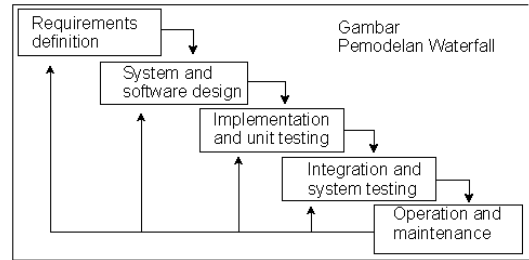 Requirements
definition
Gambar
Pemodelan Waterfall
System and
software design
Implementation
and unit testing
Integration and
system testing
Operation and
maintenance